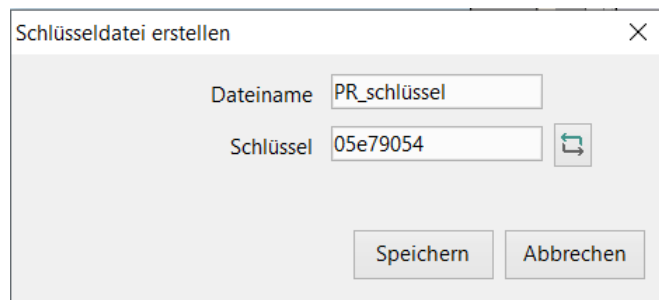 Schlüsseldatei erstellen
Dateiname PR_schlüssel
Schlüssel 05e79054
Speichern Abbrechen